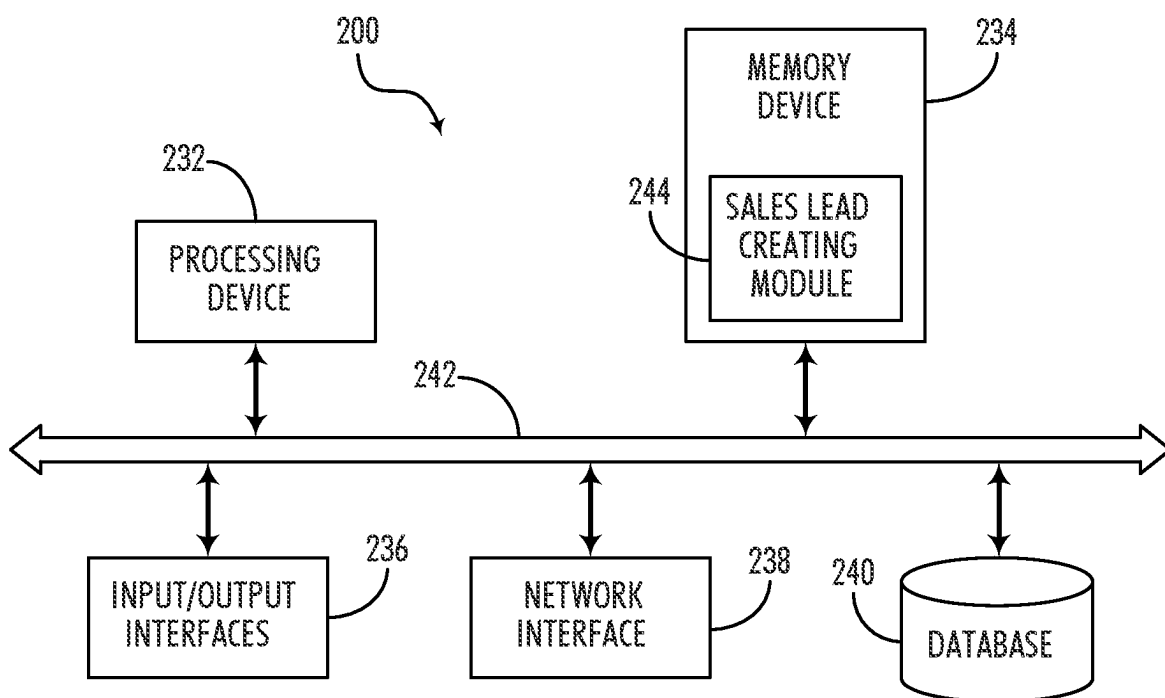 200
MEMORY
DEVICE
234
232
244
SALES LEAD
CREATING
MODULE
PROCESSING
DEVICE
242
INPUT/OUTPUT
INTERFACES
236
NETWORK
INTERFACE
238
240
DATABASE